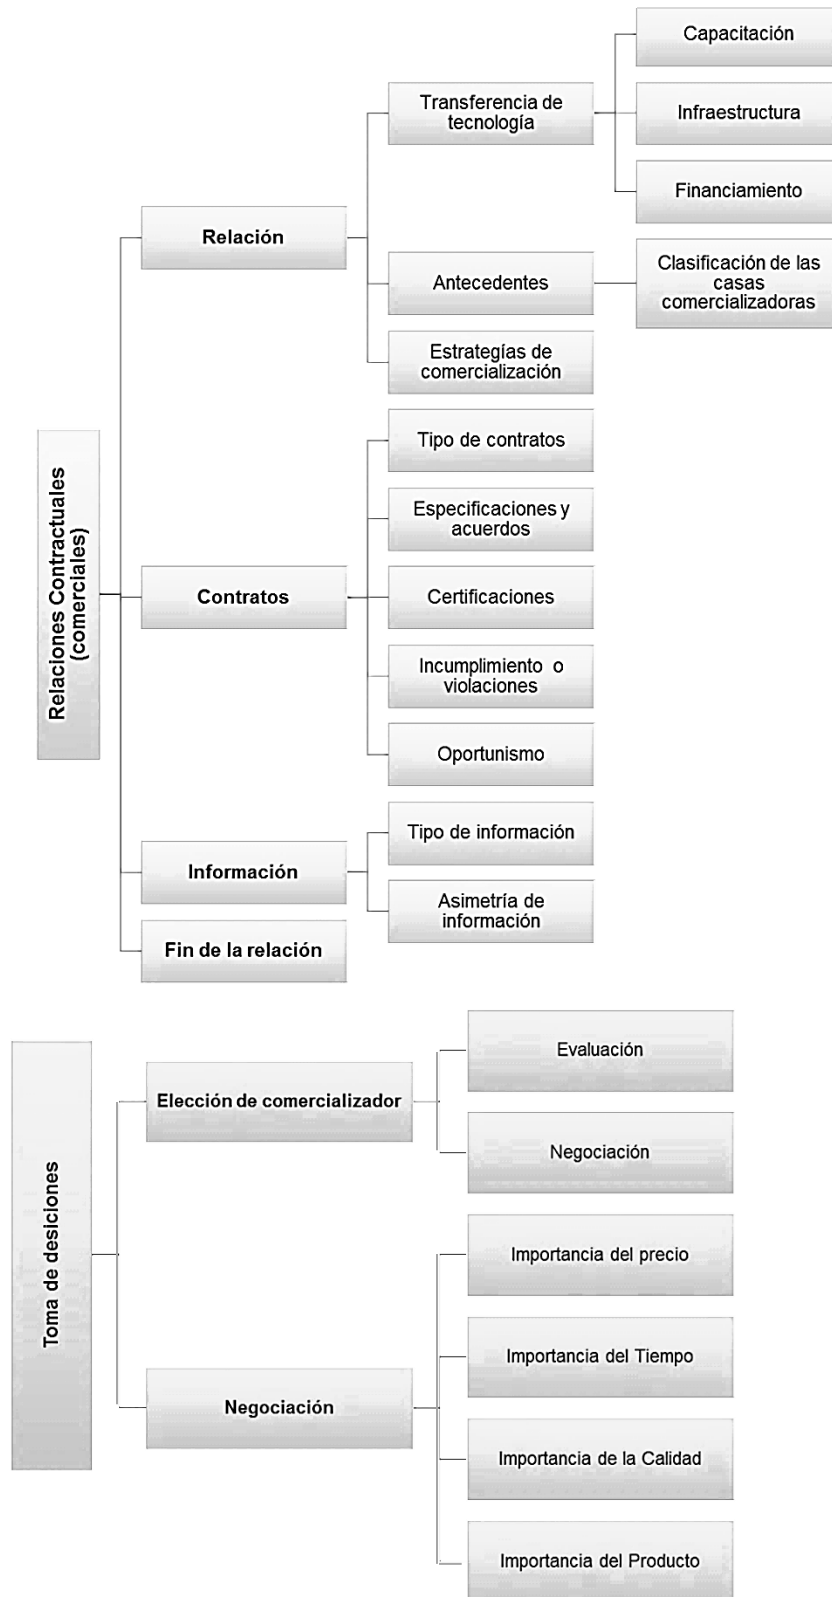 Capacitación
Transferencia de
tecnología
Infraestructura
Financiamiento
Relación
Antecedentes
Clasificación de las
casas
comercializadoras
Estrategías de
comercialización
Relaciones Contractuales
(comerciales)
Tipo de contratos
Especificaciones y
acuerdos
Contratos
Certificaciones
Incumplimiento o
violaciones
Oportunismo
Información
Tipo de información
Asimetría de
información
Fin de la relación
Toma de desiciones
Elección de comercializador
Evaluación
Negociación
Negociación
Importancia del precio
Importancia del Tiempo
Importancia de la Calidad
Importancia del Producto